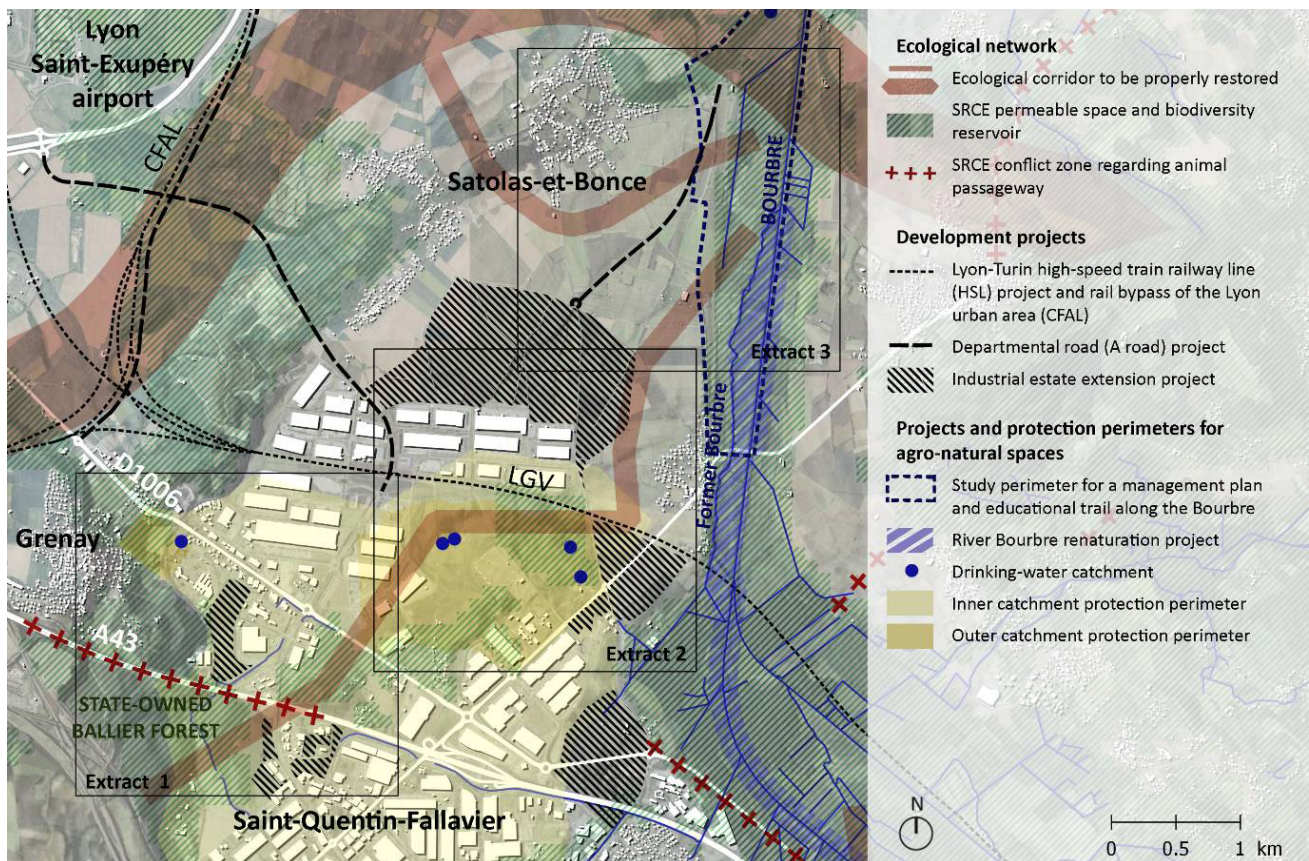 Lyon
Saint-Exupéry
airport
CFAL
Satolas-et-Bonce
BOURBRE
Extract 3
Former Bourbre
LGV
D1006
Grenay
A43
Extract 2
STATE-OWNED
BALLIER FOREST
Extract 1
Saint-Quentin-Fallavier
Ecological network
Ecological corridor to be properly restored
SRCE permeable space and biodiversity
reservoir
SRCE conflict zone regarding animal
passageway
Development projects
Lyon-Turin high-speed train railway line
(HSL) project and rail bypass of the Lyon
urban area (CFAL)
Departmental road (A road) project
Industrial estate extension project
Projects and protection perimeters for
agro-natural spaces
Study perimeter for a management plan
and educational trail along the Bourbre
River Bourbre renaturation project
Drinking-water catchment
Inner catchment protection perimeter
Outer catchment protection perimeter
N
0 0.5 1 km